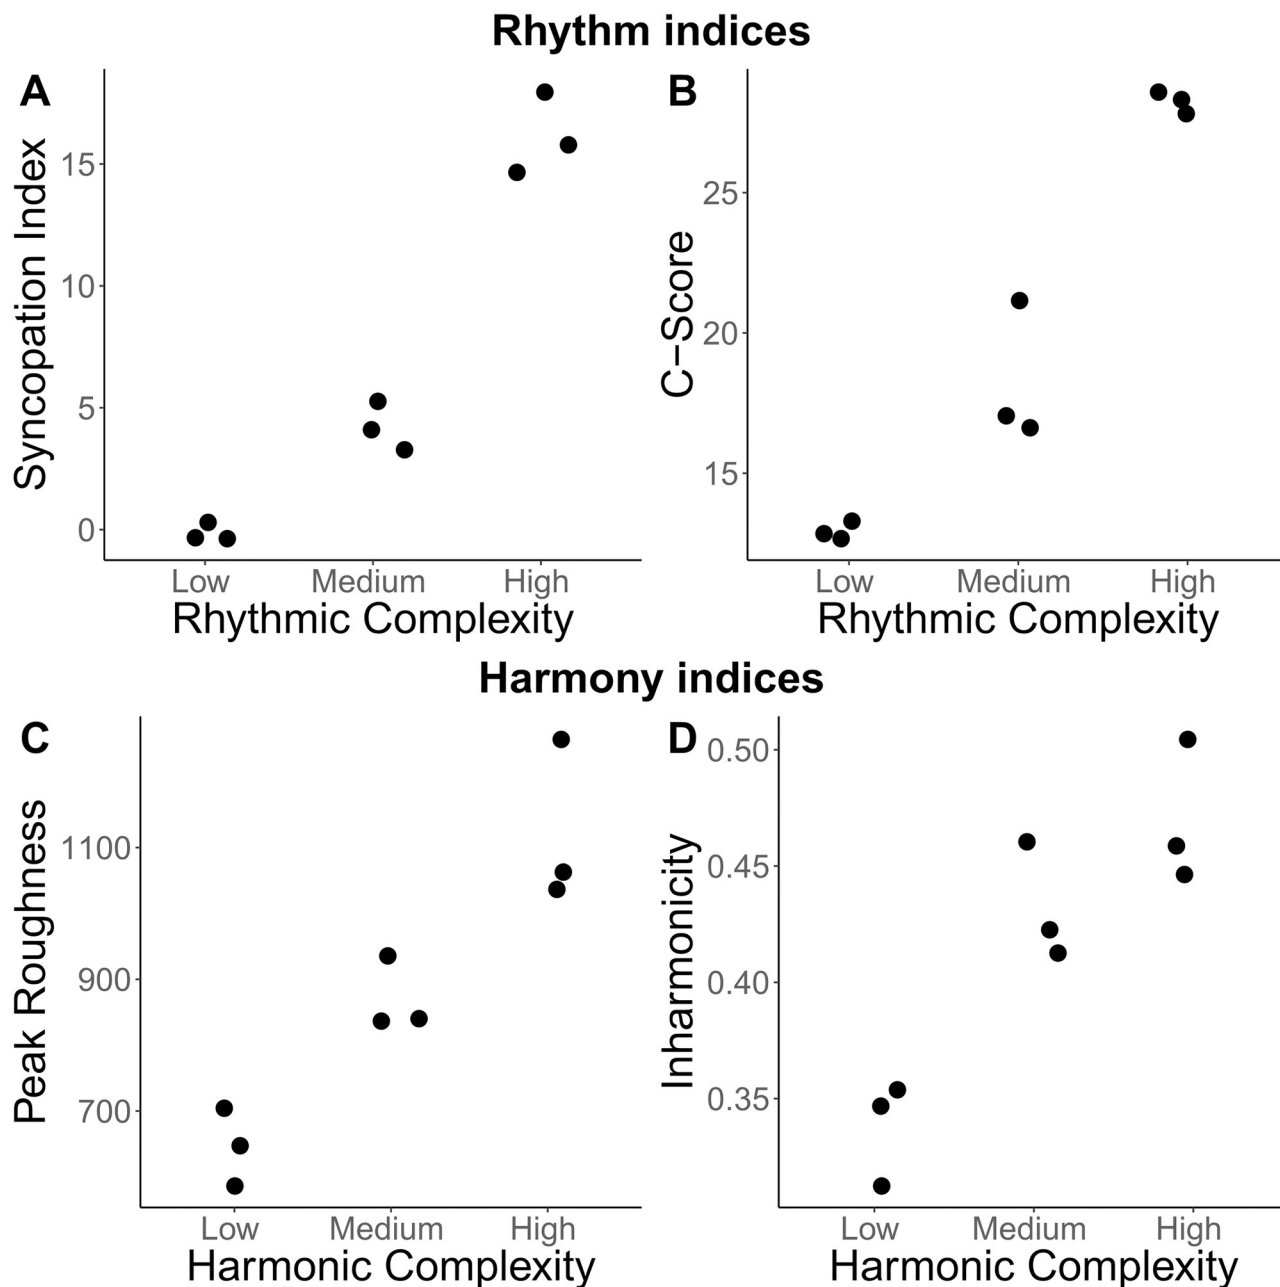 Rhythm indices
A
Syncopation Index
15
10
5
0
Low Medium High
Rhythmic Complexity
B
C−Score
25
20
15
Low Medium High
Rhythmic Complexity
Harmony indices
C
Peak Roughness
1100
900
700
Low Medium High
Harmonic Complexity
D
Inharmonicity
0.50
0.45
0.40
0.35
Low Medium High
Harmonic Complexity